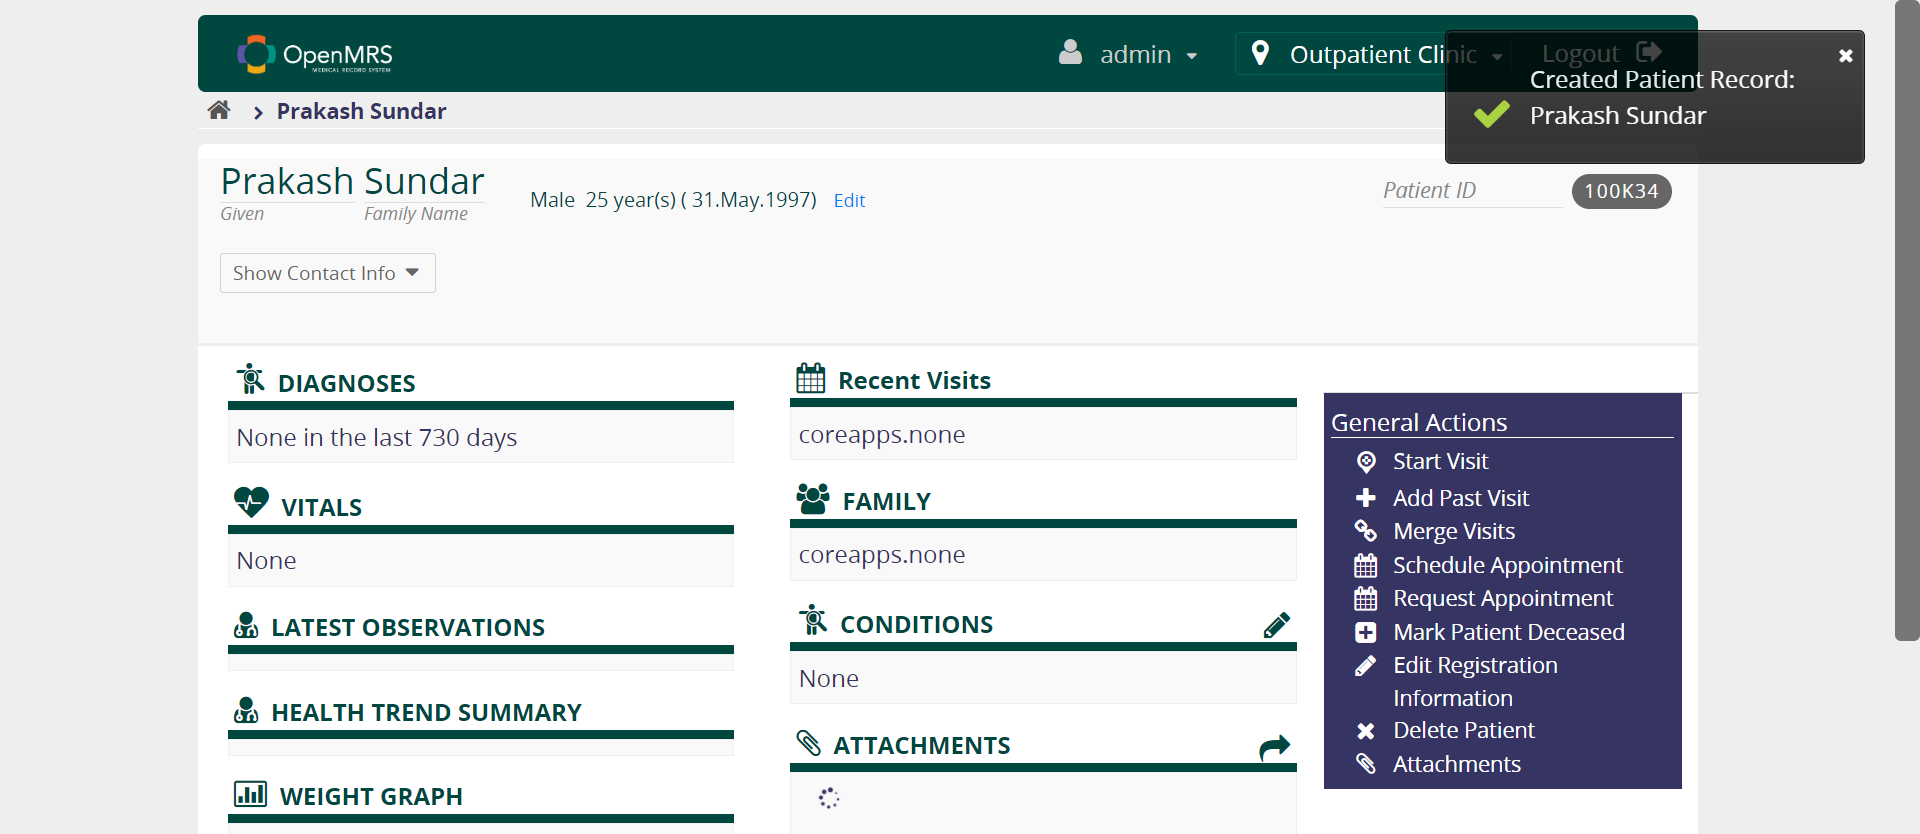 OpenMRS
MEDICAL RECORD SYSTEM
admin
Outpatient Clinic
Logout
Created Patient Record:
Prakash Sundar
Prakash Sundar
Prakash Sundar
Given Family Name
Male 25 year(s) ( 31.May.1997) Edit
Patient ID 100K34
Show Contact Info
DIAGNOSES
None in the last 730 days
VITALS
None
LATEST OBSERVATIONS
HEALTH TREND SUMMARY
WEIGHT GRAPH
Recent Visits
coreapps.none
FAMILY
coreapps.none
CONDITIONS
None
ATTACHMENTS
General Actions
Start Visit
Add Past Visit
Merge Visits
Schedule Appointment
Request Appointment
Mark Patient Deceased
Edit Registration
Information
Delete Patient
Attachments